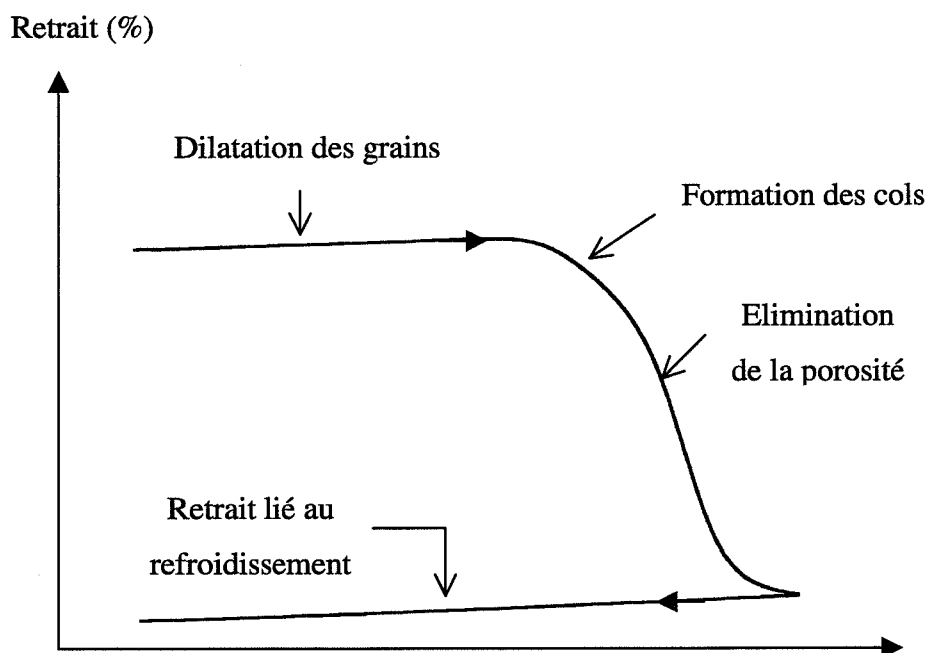 Retrait (%)
Dilatation des grains
Formation des cols
Elimination
de la porosité
Retrait lié au
refroidissement